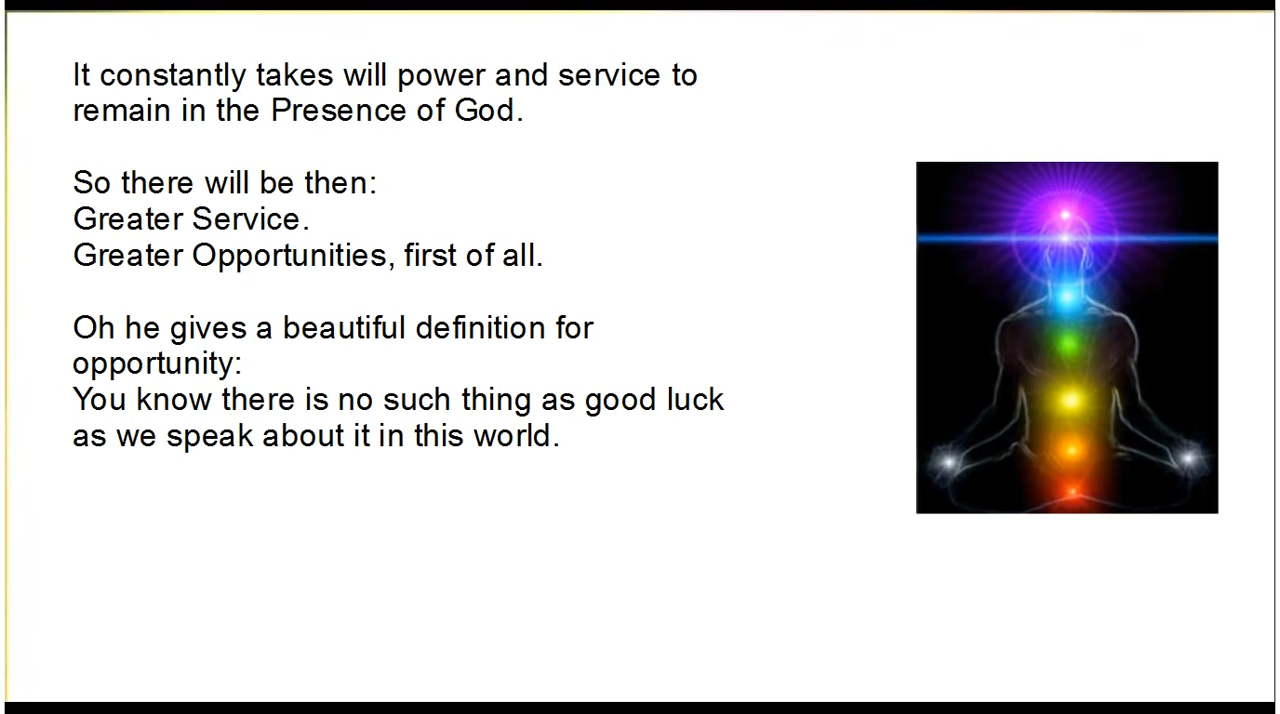 It constantly takes will power and service to
remain in the Presence of God.
So there will be then:
Greater Service.
Greater Opportunities, first of all.
Oh he gives a beautiful definition for
opportunity:
You know there is no such thing as good luck
as we speak about it in this world.